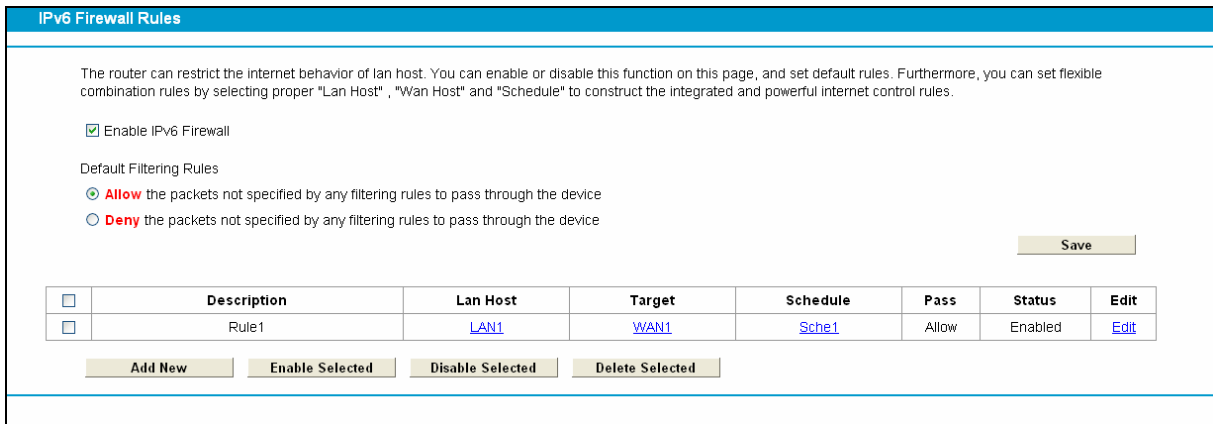 IPv6 Firewall Rules
The router can restrict the internet behavior of lan host. You can enable or disable this function on this page, and set default rules. Furthermore, you can set flexible
combination rules by selecting proper "Lan Host" , "Wan Host" and "Schedule" to construct the integrated and powerful internet control rules.
Enable IPv6 Firewall
Default Filtering Rules
Allow the packets not specified by any filtering rules to pass through the device
Deny the packets not specified by any filtering rules to pass through the device
Save
Description Lan Host Target Schedule Pass Status Edit
Rule1 LAN1 WAN1 Sche1 Allow Enabled Edit
Add New Enable Selected Disable Selected Delete Selected